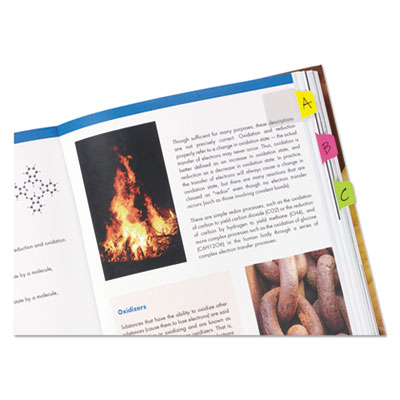 Though sufficient for many purposes, these descriptions
are not precisely correct. Oxidation and reduction
properly refer to a change in oxidation state — the actual
transfer of electrons may never occur. Thus, oxidation is
better defined as an increase in oxidation state, and
reduction as a decrease in oxidation state. In practice,
the transfer of electrons will always cause a change in
oxidation state, but there are many reactions that are
classed as "redox" even though no electron transfer
occurs (such as those involving covalent bonds).
There are simple redox processes, such as the oxidation
of carbon to yield carbon dioxide (CO2) or the reduction
of carbon by hydrogen to yield methane (CH4), and
more complex processes such as the oxidation of glucose
(C6H12O6) in the human body through a series of
complex electron transfer processes.
A
B
C
eduction and oxidation.
tate by a molecule.
tate by a molecule.
Oxidizers
Substances that have the ability to oxidize other
substances (cause them to lose electrons) are said
oxidative or oxidizing and are known as
oxidizers. That is,